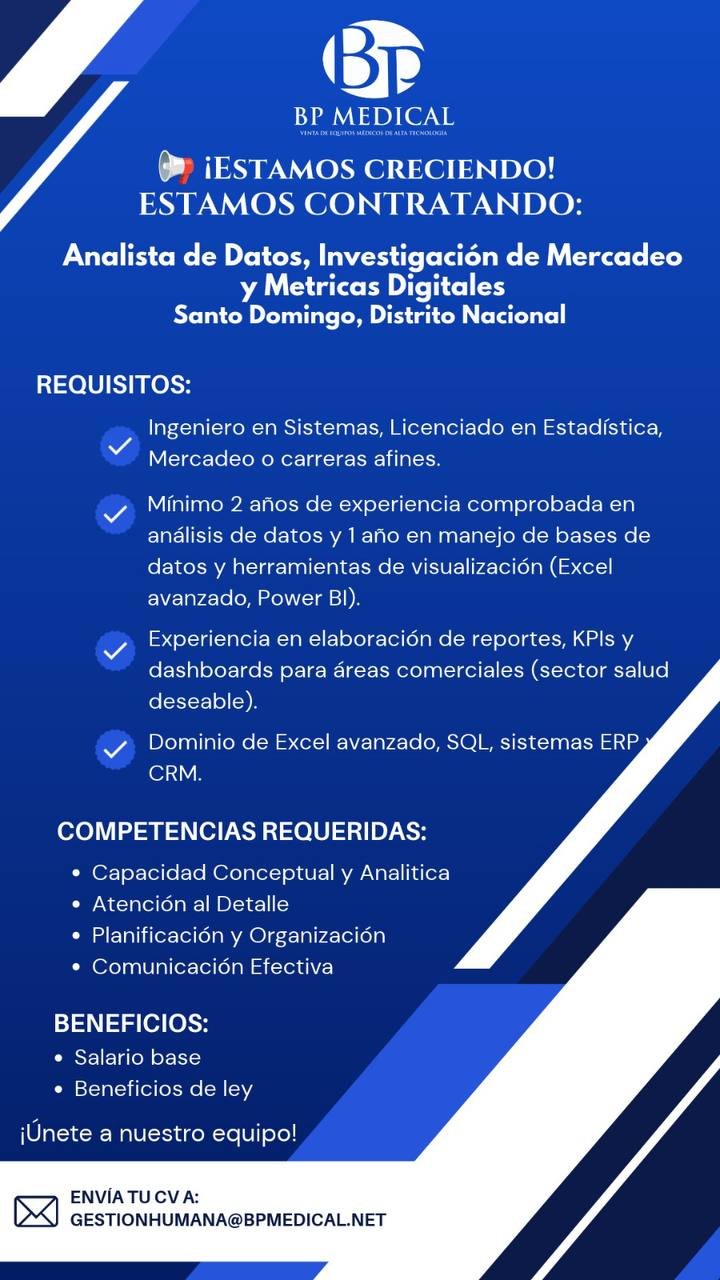 BP
BP MEDICAL
VENTA DE EQUIPOS MÉDICOS DE ALTA TECNOLOGÍA
¡ESTAMOS CRECIENDO!
ESTAMOS CONTRATANDO:
Analista de Datos, Investigación de Mercadeo
y Metricas Digitales
Santo Domingo, Distrito Nacional
REQUISITOS:
Ingeniero en Sistemas, Licenciado en Estadística,
Mercadeo o carreras afines.
Mínimo 2 años de experiencia comprobada en
análisis de datos y 1 año en manejo de bases de
datos y herramientas de visualización (Excel
avanzado, Power BI).
Experiencia en elaboración de reportes, KPIs y
dashboards para áreas comerciales (sector salud
deseable).
Dominio de Excel avanzado, SQL, sistemas ERP y
CRM.
COMPETENCIAS REQUERIDAS:
• Capacidad Conceptual y Analitica
• Atención al Detalle
• Planificación y Organización
• Comunicación Efectiva
BENEFICIOS:
• Salario base
• Beneficios de ley
¡Únete a nuestro equipo!
ENVÍA TU CV A:
GESTIONHUMANA@BPMEDICAL.NET